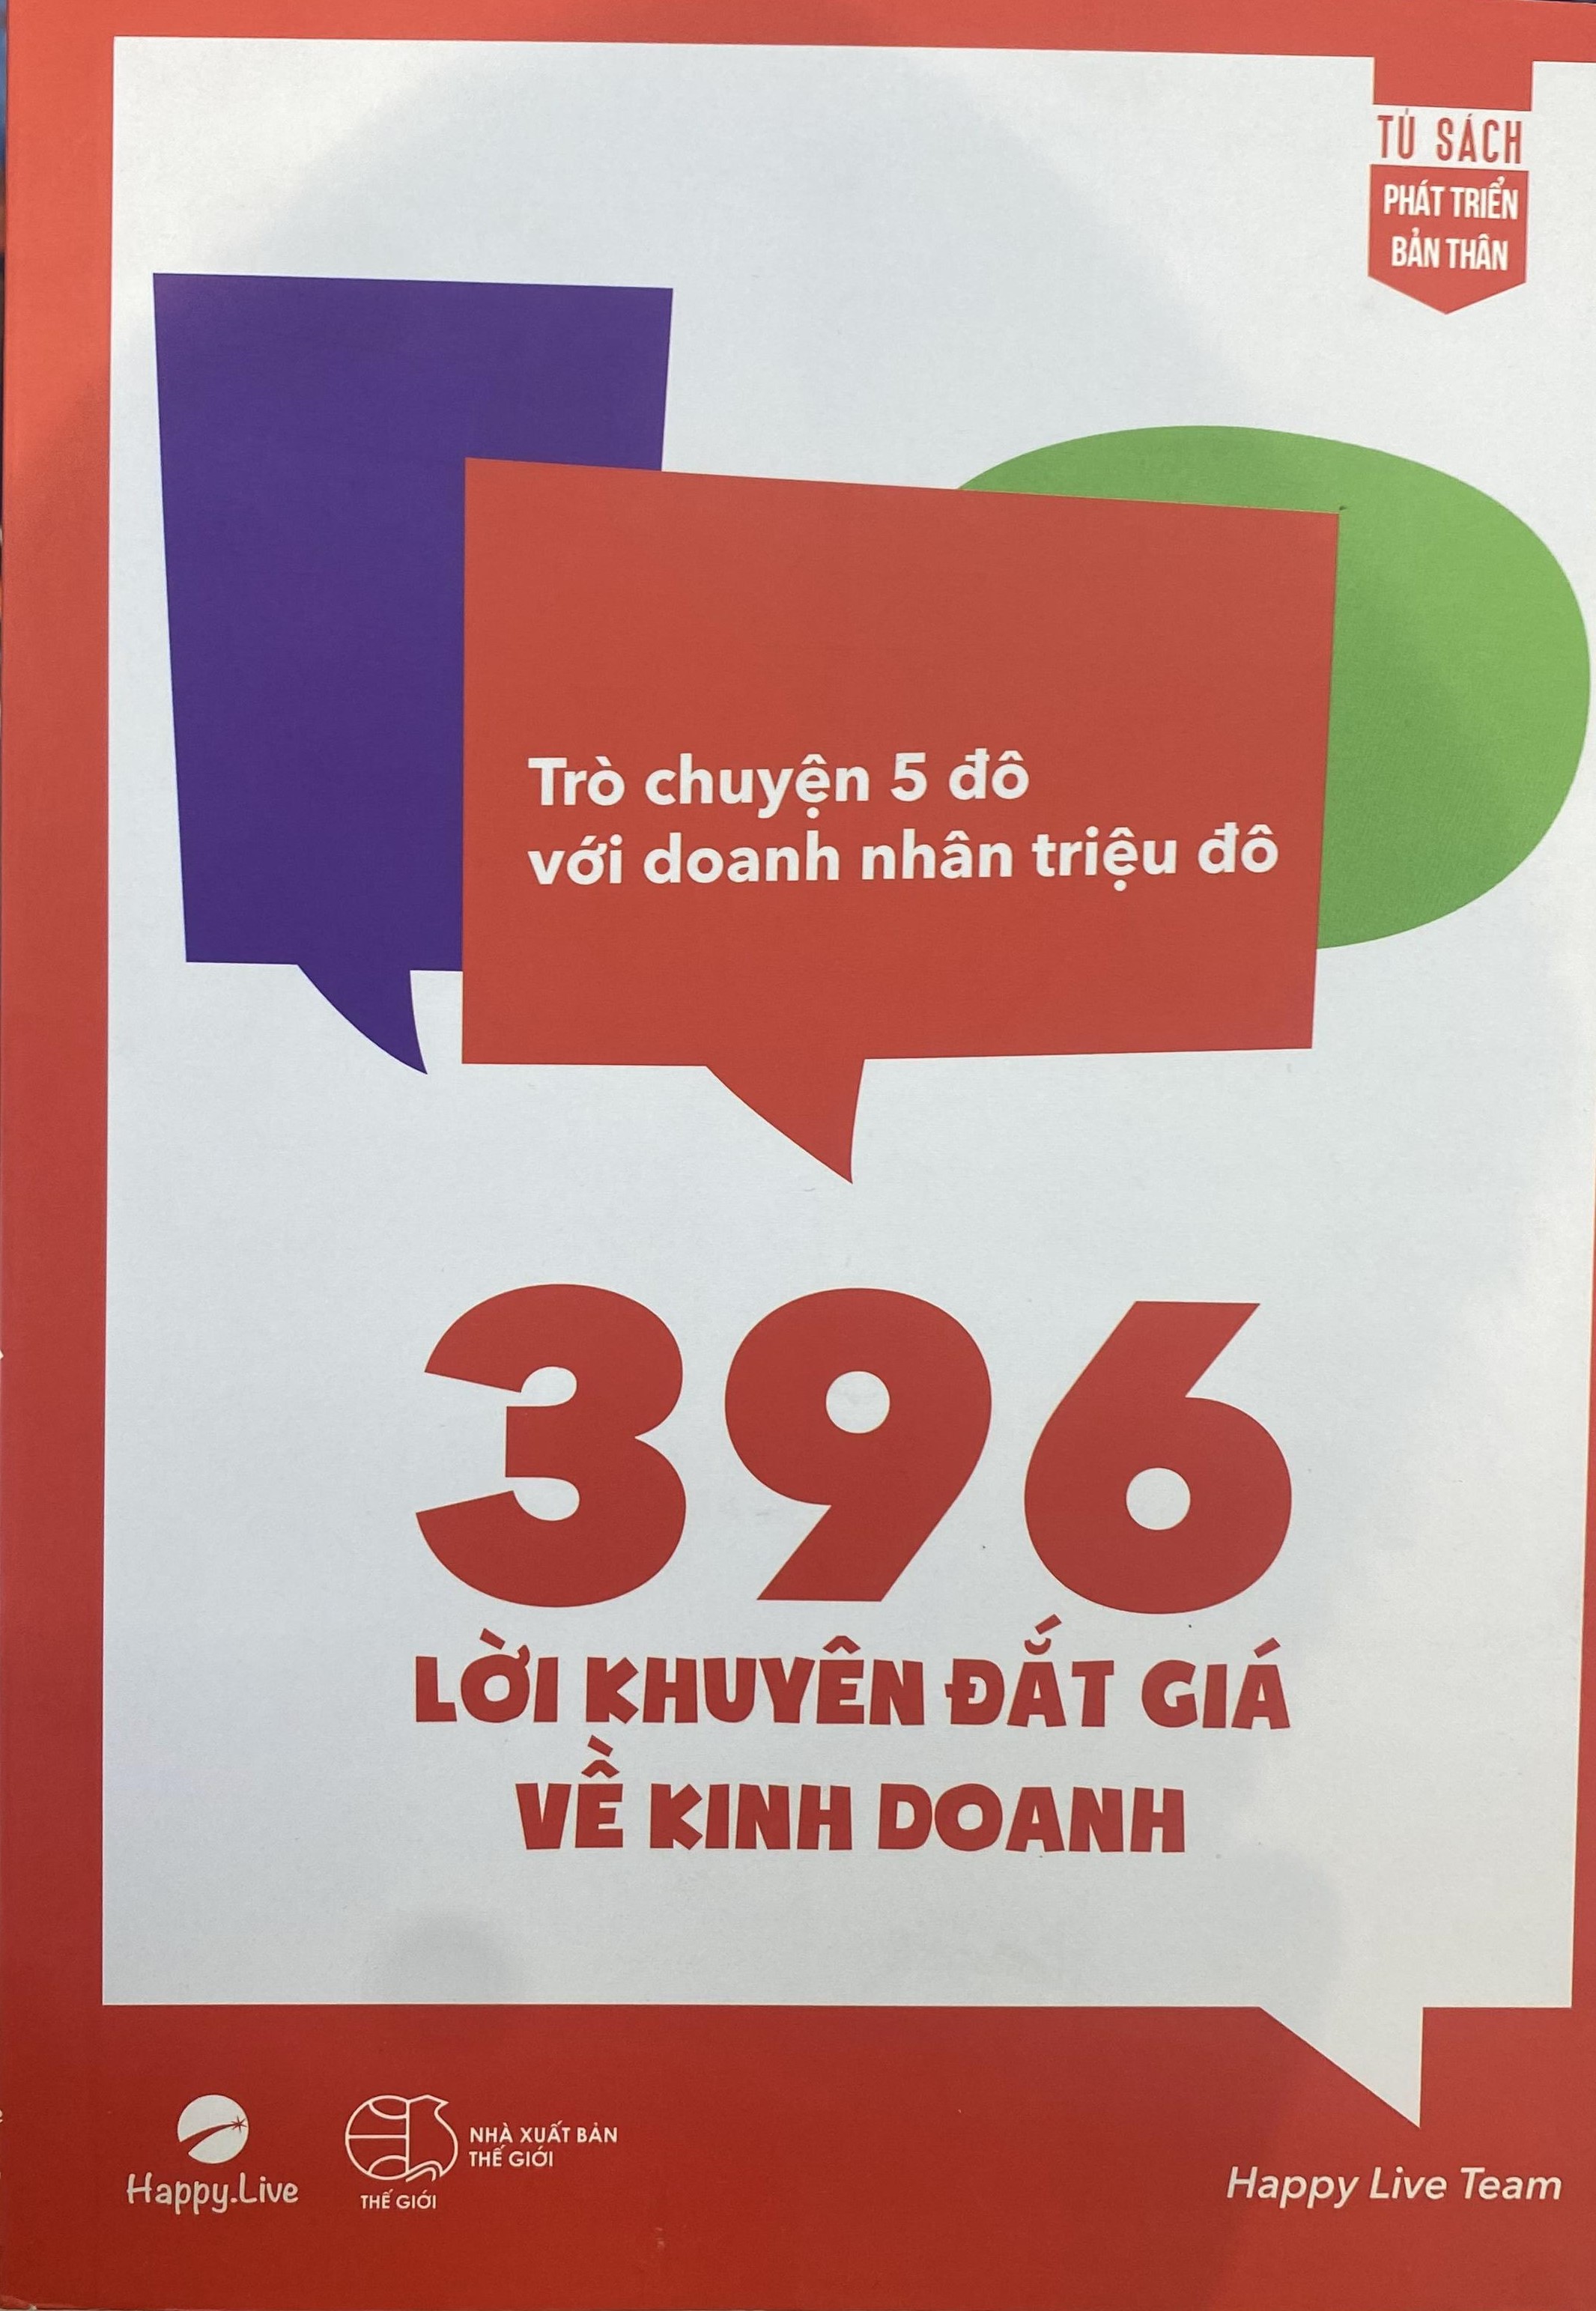 TỦ SÁCH
PHÁT TRIỂN
BẢN THÂN
Trò chuyện 5 đô
với doanh nhân triệu đô
396
LỜI KHUYÊN ĐẮT GIÁ
VỀ KINH DOANH
Happy.Live
NHÀ XUẤT BẢN
THẾ GIỚI
THẾ GIỚI
Happy Live Team